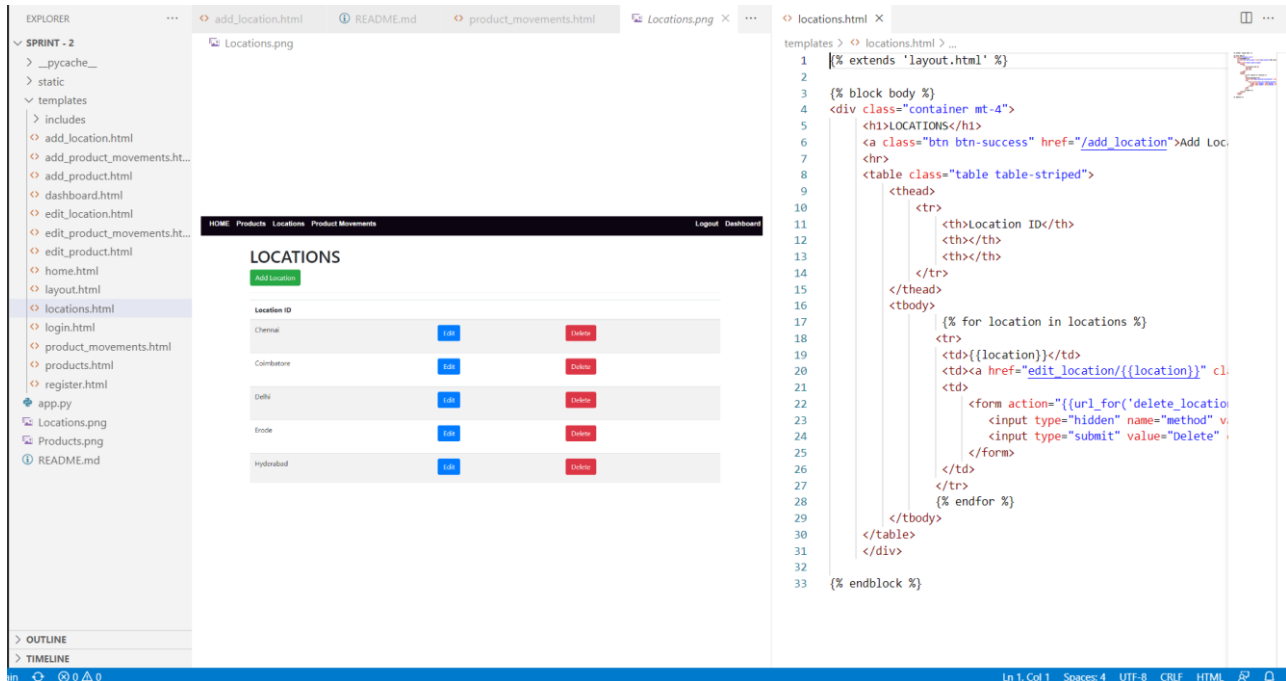 EXPLORER
SPRINT - 2
__pycache__
static
templates
includes
add_location.html
add_product_movements.ht...
add_product.html
dashboard.html
edit_location.html
edit_product_movements.ht...
edit_product.html
home.html
layout.html
locations.html
login.html
product_movements.html
products.html
register.html
app.py
Locations.png
Products.png
README.md
OUTLINE
TIMELINE
add_location.html README.md product_movements.html Locations.png
Locations.png
HOME Products Locations Product Movements Logout Dashboard
LOCATIONS
Add Location
Location ID
Chennai Edit Delete
Coimbatore Edit Delete
Delhi Edit Delete
Erode Edit Delete
Hyderabad Edit Delete
locations.html
templates > locations.html > ...
1 {% extends 'layout.html' %}
2
3 {% block body %}
4 <div class="container mt-4">
5 <h1>LOCATIONS</h1>
6 <a class="btn btn-success" href="/add_location">Add Loc
7 <hr>
8 <table class="table table-striped">
9 <thead>
10 <tr>
11 <th>Location ID</th>
12 <th></th>
13 <th></th>
14 </tr>
15 </thead>
16 <tbody>
17 {% for location in locations %}
18 <tr>
19 <td>{{location}}</td>
20 <td><a href="edit_location/{{location}}" cl
21 <td>
22 <form action="{{url_for('delete_locatio
23 <input type="hidden" name="method" v
24 <input type="submit" value="Delete"
25 </form>
26 </td>
27 </tr>
28 {% endfor %}
29 </tbody>
30 </table>
31 </div>
32
33 {% endblock %}
in 0 0 Ln 1, Col 1 Spaces: 4 UTF-8 CRLF HTML